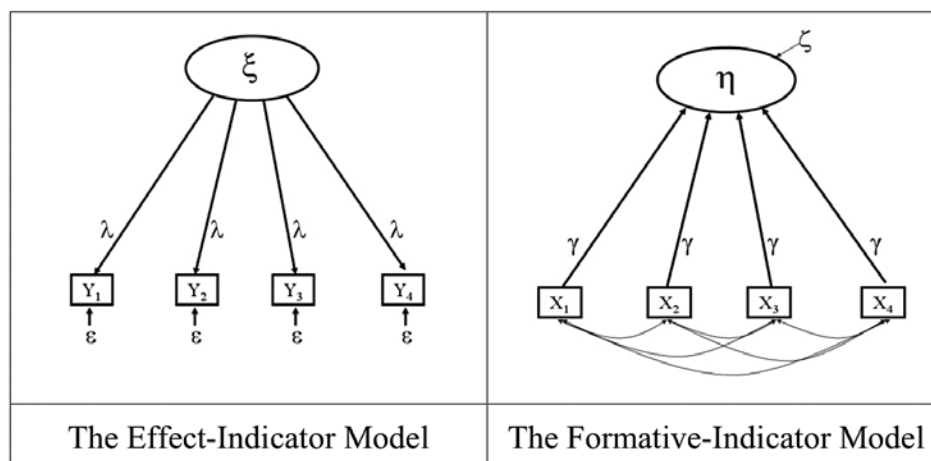 ξ
λ λ λ λ
Y₁ Y₂ Y₃ Y₄
ε ε ε ε
The Effect-Indicator Model
ζ
η
γ γ γ γ
X₁ X₂ X₃ X₄
The Formative-Indicator Model